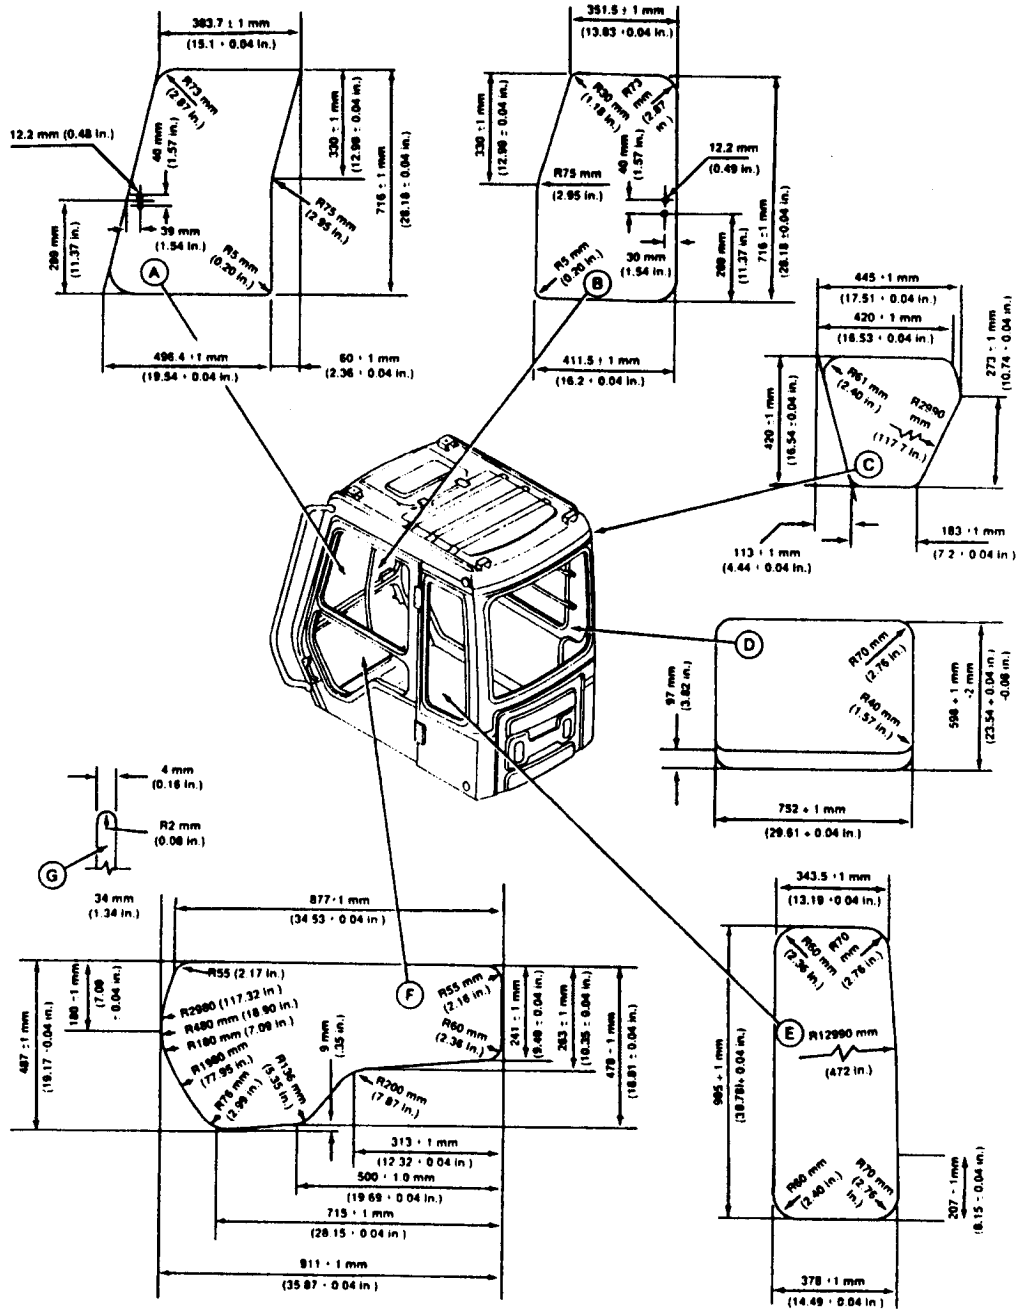 383.7 ± 1 mm
(15.1 ± 0.04 in.)
R73 mm
(2.87 in.)
12.2 mm (0.48 in.)
40 mm
(1.57 in.)
330 ± 1 mm
(12.98 ± 0.04 in.)
716 ± 1 mm
(28.18 ± 0.04 in.)
R75 mm
(2.95 in.)
289 mm
(11.37 in.)
39 mm
(1.54 in.)
R5 mm
(0.20 in.)
A
496.4 ± 1 mm
(19.54 ± 0.04 in.)
60 ± 1 mm
(2.36 ± 0.04 in.)
351.5 ± 1 mm
(13.83 ± 0.04 in.)
R30 mm
(1.18 in.)
R73
mm
(2.87
in.)
330 ±1 mm
(12.98 ± 0.04 in.)
40 mm
(1.57 in.)
12.2 mm
(0.49 in.)
R75 mm
(2.95 in.)
30 mm
(1.54 in.)
289 mm
(11.37 in.)
716 ±1 mm
(28.18 ±0.04 in.)
R5 mm
(0.20 in.)
B
411.5 ± 1 mm
(16.2 ± 0.04 in.)
445 ±1 mm
(17.51 ± 0.04 in.)
420 ± 1 mm
(16.53 ± 0.04 in.)
273 ± 1 mm
(10.74 ± 0.04 in.)
R61 mm
(2.40 in.)
R2990
mm
(117.7 in.)
420 ±1 mm
(16.54 ±0.04 in.)
C
113 ± 1 mm
(4.44 ± 0.04 in.)
183 ±1 mm
(7.2 ± 0.04 in.)
D
R70 mm
(2.76 in.)
97 mm
(3.82 in.)
R40 mm
(1.57 in.)
598 + 1 mm
-2 mm
(23.54 + 0.04 in.)
-0.08 in.)
752 ± 1 mm
(29.61 ± 0.04 in.)
4 mm
(0.16 in.)
R2 mm
(0.08 in.)
G
34 mm
(1.34 in.)
877 ± 1 mm
(34.53 ± 0.04 in.)
487 ±1 mm
(19.17 ±0.04 in.)
180 ±1 mm
(7.09
± 0.04 in.)
R55 (2.17 in.)
R2980 (117.32 in.)
R480 mm (18.90 in.)
R180 mm (7.09 in.)
R1980 mm
(77.95 in.)
R76 mm
(2.99 in.)
R136 mm
(5.35 in.)
9 mm
(.35 in.)
R200 mm
(7.87 in.)
F
R55 mm
(2.16 in.)
R60 mm
(2.36 in.)
241 ± 1 mm
(9.49 ± 0.04 in.)
263 ± 1 mm
(10.35 ± 0.04 in.)
478 ± 1 mm
(18.81 ± 0.04 in.)
313 ± 1 mm
(12.32 ± 0.04 in.)
500 ± 1.0 mm
(19.69 ± 0.04 in.)
715 ± 1 mm
(28.15 ± 0.04 in.)
911 ± 1 mm
(35.87 ± 0.04 in.)
343.5 ±1 mm
(13.19 ±0.04 in.)
R60 mm
(2.36 in.)
R70
mm
(2.76 in.)
E
R12990 mm
(472 in.)
985 ± 1 mm
(38.78± 0.04 in.)
R60 mm
(2.40 in.)
R70 mm
(2.76
in.)
207 ± 1mm
(8.15 ± 0.04 in.)
378 ±1 mm
(14.49 ± 0.04 in.)